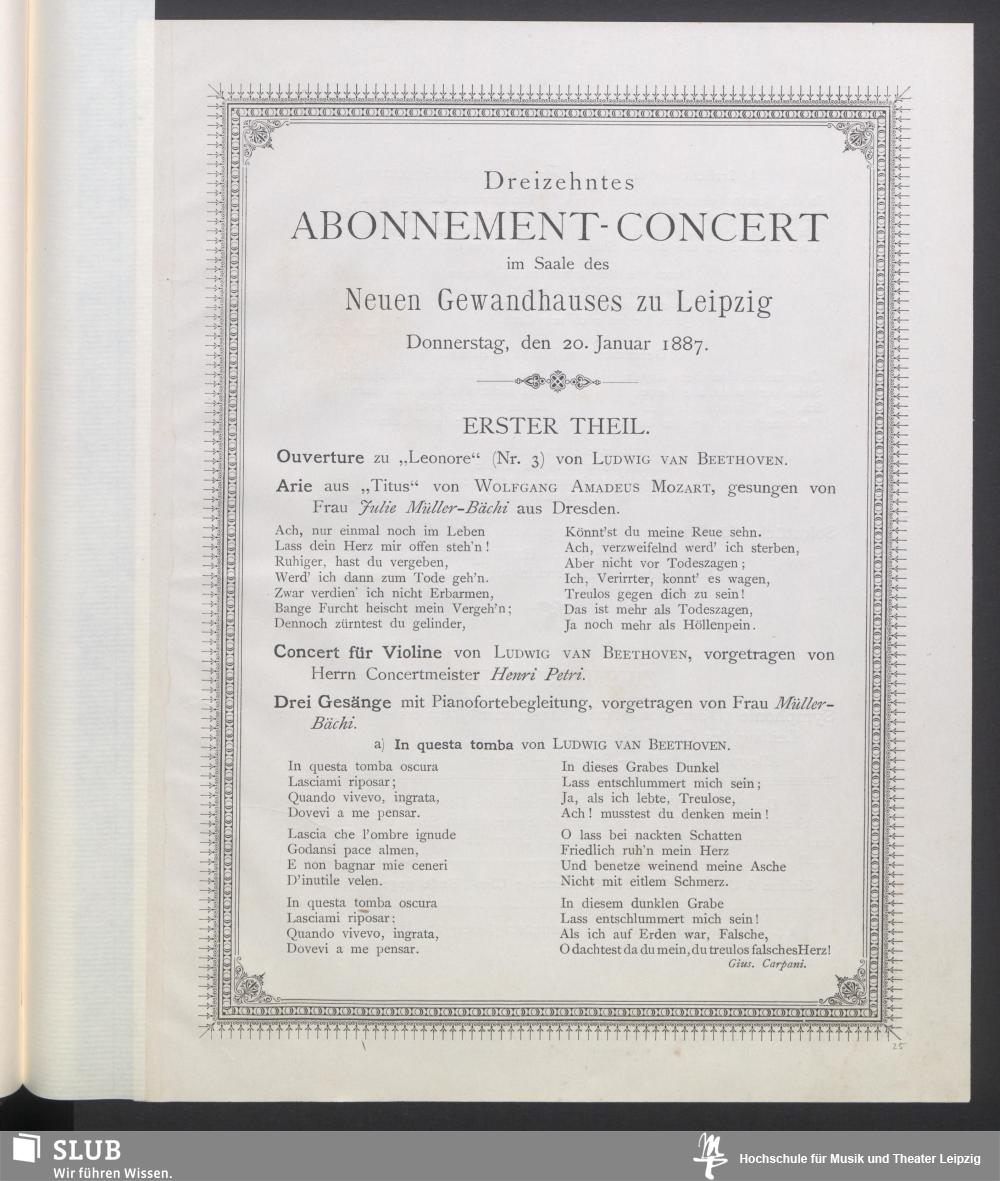 Dreizehntes
ABONNEMENT-CONCERT
im Saale des
Neuen Gewandhauses zu Leipzig
Donnerstag, den 20. Januar 1887.
ERSTER THEIL.
Ouverture zu „Leonore“ (Nr. 3) von LUDWIG VAN BEETHOVEN.
Arie aus „Titus“ von WOLFGANG AMADEUS MOZART, gesungen von
Frau Julie Müller-Bächi aus Dresden.
Ach, nur einmal noch im Leben
Lass dein Herz mir offen steh'n!
Ruhiger, hast du vergeben,
Werd' ich dann zum Tode geh'n.
Zwar verdien' ich nicht Erbarmen,
Bange Furcht heischt mein Vergeh'n;
Dennoch zürntest du gelinder,
Könnt'st du meine Reue sehn.
Ach, verzweifelnd werd' ich sterben,
Aber nicht vor Todeszagen;
Ich, Verirrter, konnt' es wagen,
Treulos gegen dich zu sein!
Das ist mehr als Todeszagen,
Ja noch mehr als Höllenpein.
Concert für Violine von LUDWIG VAN BEETHOVEN, vorgetragen von
Herrn Concertmeister Henri Petri.
Drei Gesänge mit Pianofortebegleitung, vorgetragen von Frau Müller-
Bächi.
a) In questa tomba von LUDWIG VAN BEETHOVEN.
In questa tomba oscura
Lasciami riposar;
Quando vivevo, ingrata,
Dovevi a me pensar.
Lascia che l'ombre ignude
Godansi pace almen,
E non bagnar mie ceneri
D'inutile velen.
In questa tomba oscura
Lasciami riposar;
Quando vivevo, ingrata,
Dovevi a me pensar.
In dieses Grabes Dunkel
Lass entschlummert mich sein;
Ja, als ich lebte, Treulose,
Ach! musstest du denken mein!
O lass bei nackten Schatten
Friedlich ruh'n mein Herz
Und benetze weinend meine Asche
Nicht mit eitlem Schmerz.
In diesem dunklen Grabe
Lass entschlummert mich sein!
Als ich auf Erden war, Falsche,
O dachtest da du mein, du treulos falsches Herz!
Gius. Carpani.
25
SLUB
Wir führen Wissen.
Hochschule für Musik und Theater Leipzig